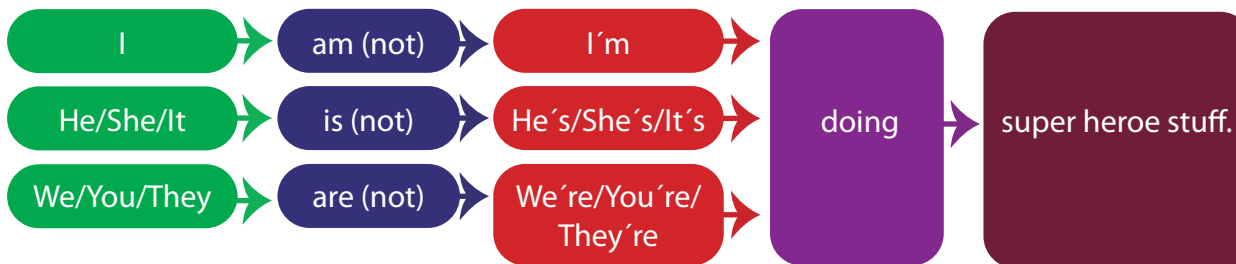 I
am (not)
I´m
He/She/It
is (not)
He´s/She´s/It´s
We/You/They
are (not)
We´re/You´re/
They´re
doing
super heroe stuff.